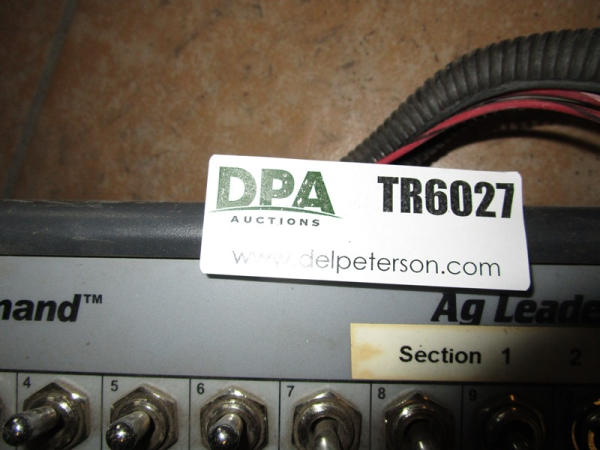 DPA TR6027
AUCTIONS
www.delpeterson.com
mand™ Ag Leade
Section 1 2
4 5 6 7 8 9